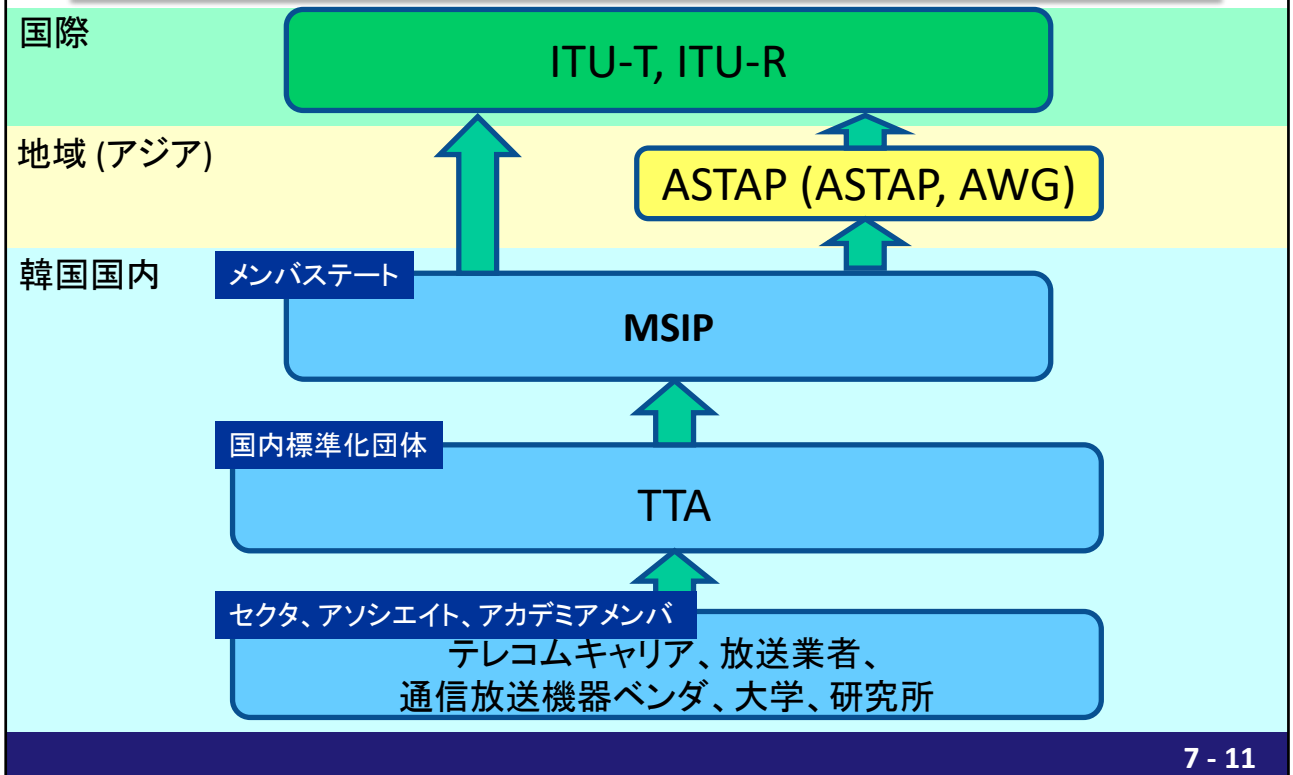 国際
ITU-T, ITU-R
地域 (アジア)
ASTAP (ASTAP, AWG)
韓国国内
メンバステート
MSIP
国内標準化団体
TTA
セクタ、アソシエイト、アカデミアメンバ
テレコムキャリア、放送業者、
通信放送機器ベンダ、大学、研究所
7 - 11